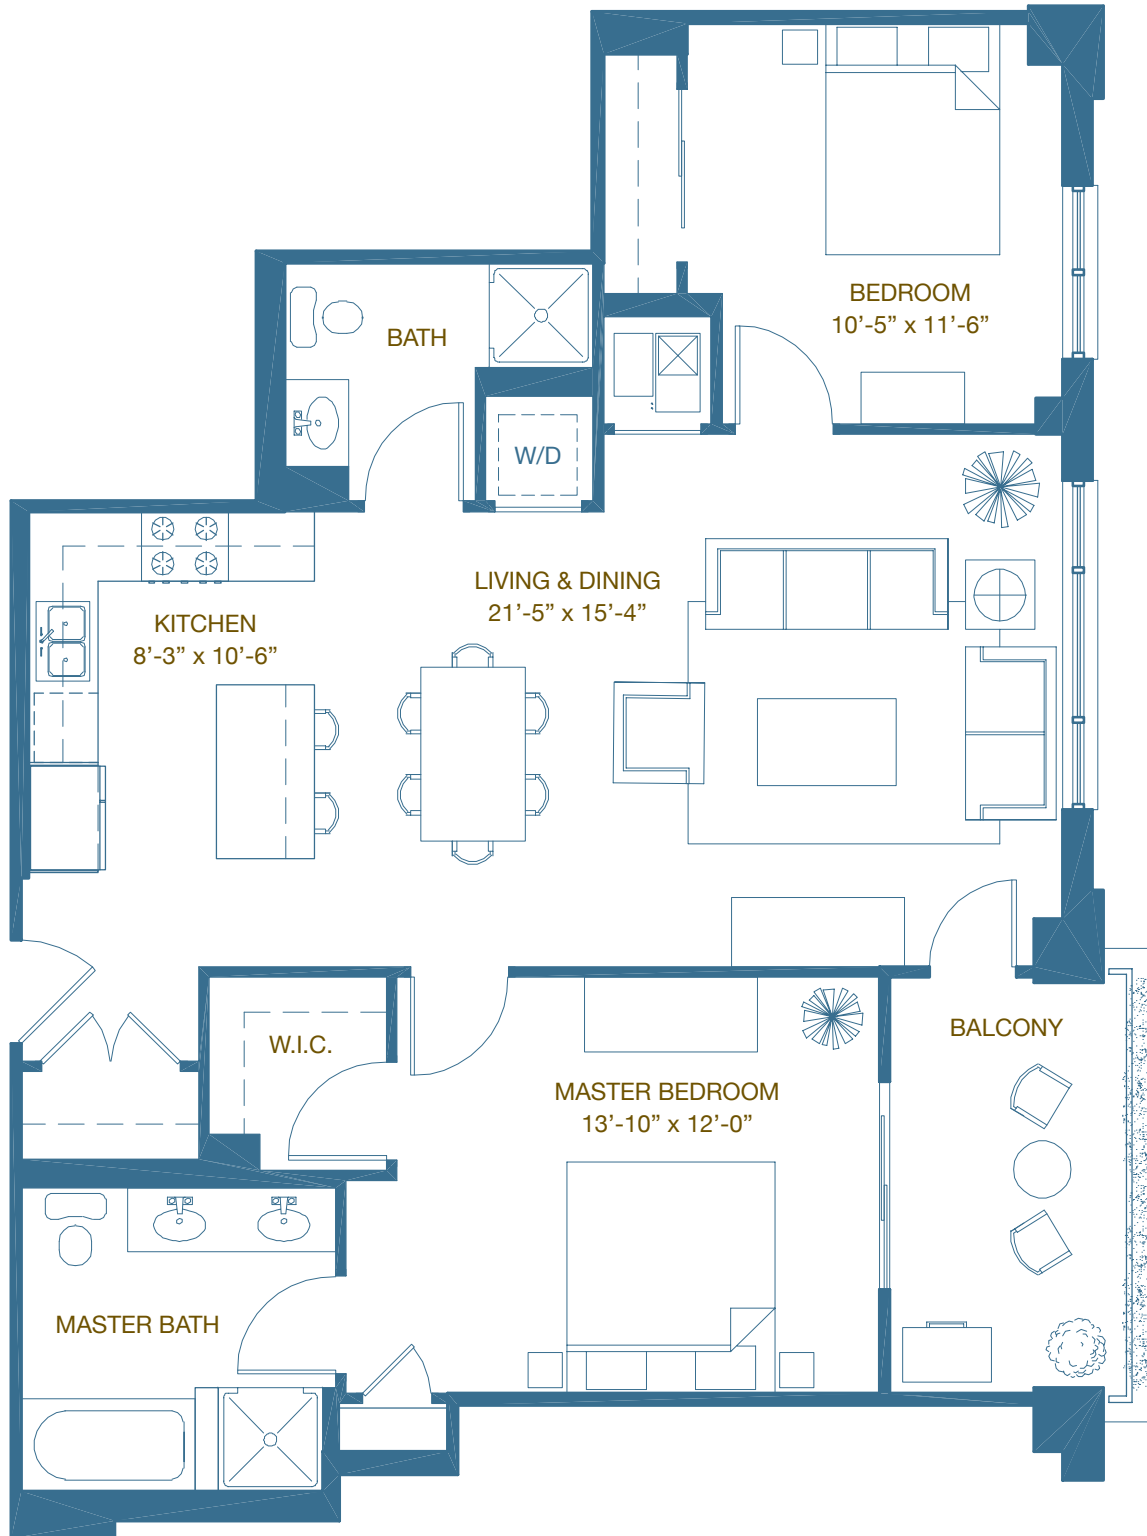 BEDROOM
10’-5” x 11’-6”
BATH
W/D
LIVING & DINING
21’-5” x 15’-4”
KITCHEN
8’-3” x 10’-6”
BALCONY
W.I.C.
MASTER BEDROOM
13’-10” x 12’-0”
MASTER BATH